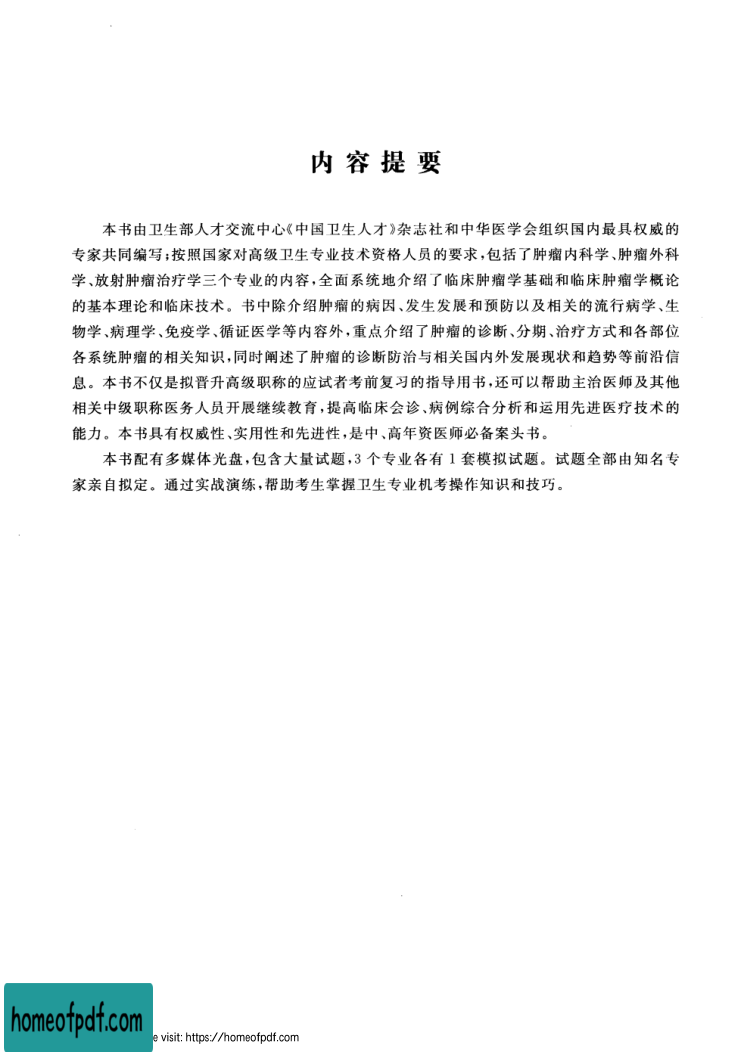 内容提要
本书由卫生部人才交流中心《中国卫生人才》杂志社和中华医学会组织国内最具权威的
专家共同编写;按照国家对高级卫生专业技术资格人员的要求,包括了肿瘤内科学、肿瘤外科
学、放射肿瘤治疗学三个专业的内容,全面系统地介绍了临床肿瘤学基础和临床肿瘤学概论
的基本理论和临床技术。书中除介绍肿瘤的病因、发生发展和预防以及相关的流行病学、生
物学、病理学、免疫学、循证医学等内容外,重点介绍了肿瘤的诊断、分期、治疗方式和各部位
各系统肿瘤的相关知识,同时阐述了肿瘤的诊断防治与相关国内外发展现状和趋势等前沿信
息。本书不仅是拟晋升高级职称的应试者考前复习的指导用书,还可以帮助主治医师及其他
相关中级职称医务人员开展继续教育,提高临床会诊、病例综合分析和运用先进医疗技术的
能力。本书具有权威性、实用性和先进性,是中、高年资医师必备案头书。
本书配有多媒体光盘,包含大量试题,3个专业各有1套模拟试题。试题全部由知名专
家亲自拟定。通过实战演练,帮助考生掌握卫生专业机考操作知识和技巧。
homeofpdf.com
e visit: https://homeofpdf.com